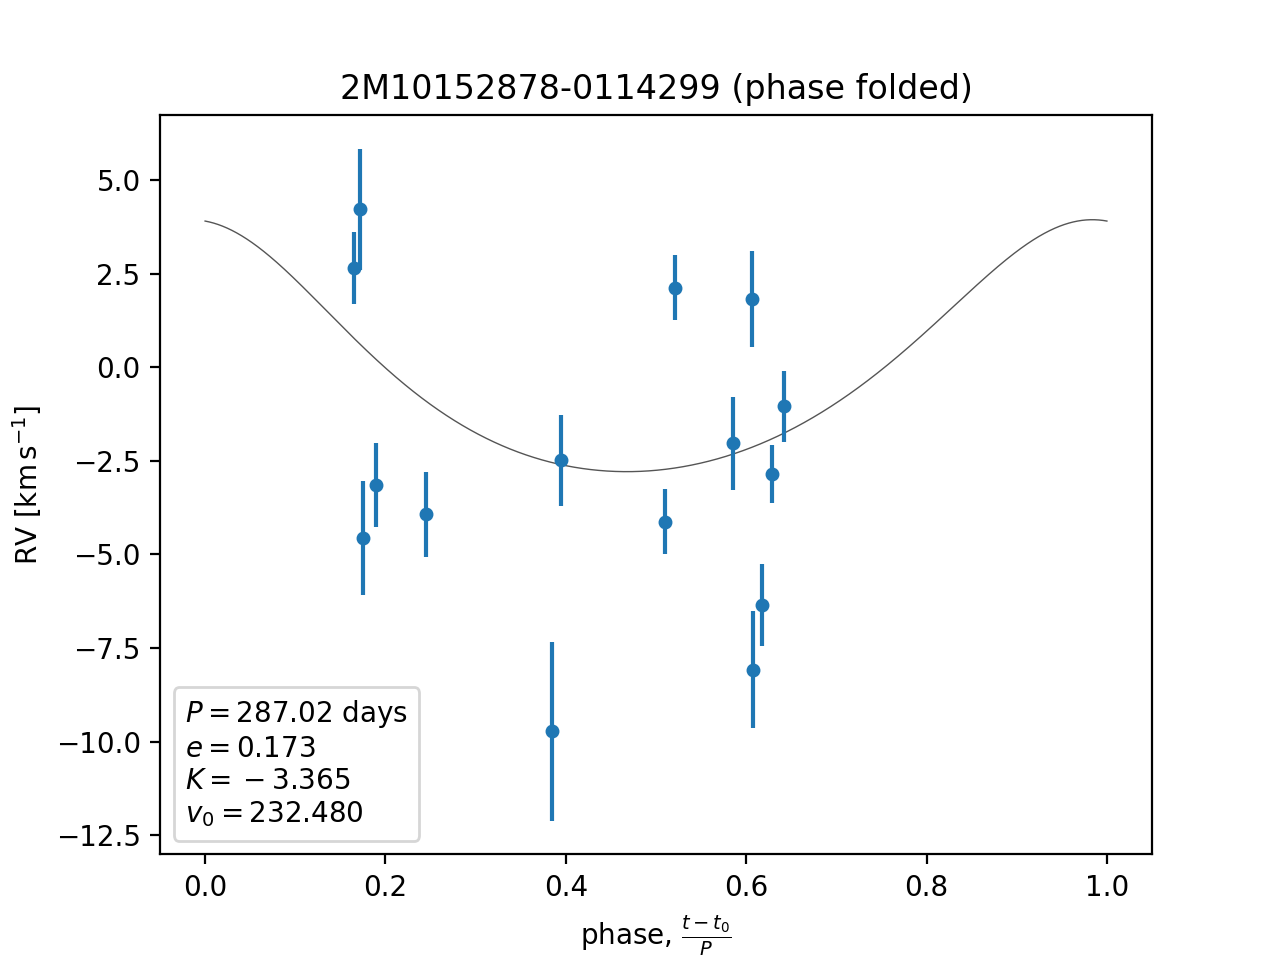 2M10152878-0114299 (phase folded)
RV [km s⁻¹]
5.0
2.5
0.0
−2.5
−5.0
−7.5
−10.0
−12.5
P = 287.02 days
e = 0.173
K = −3.365
v₀ = 232.480
0.0 0.2 0.4 0.6 0.8 1.0
phase, (t − t₀)/P